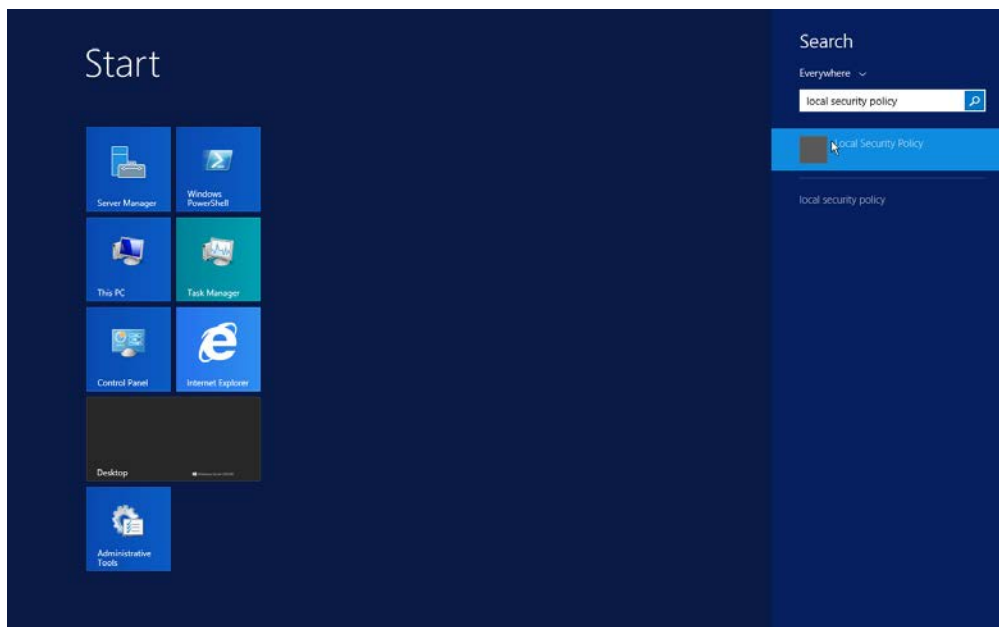 Start
Server Manager
Windows
PowerShell
This PC
Task Manager
Control Panel
Internet Explorer
Desktop
Administrative
Tools
Search
Everywhere
local security policy
Local Security Policy
local security policy